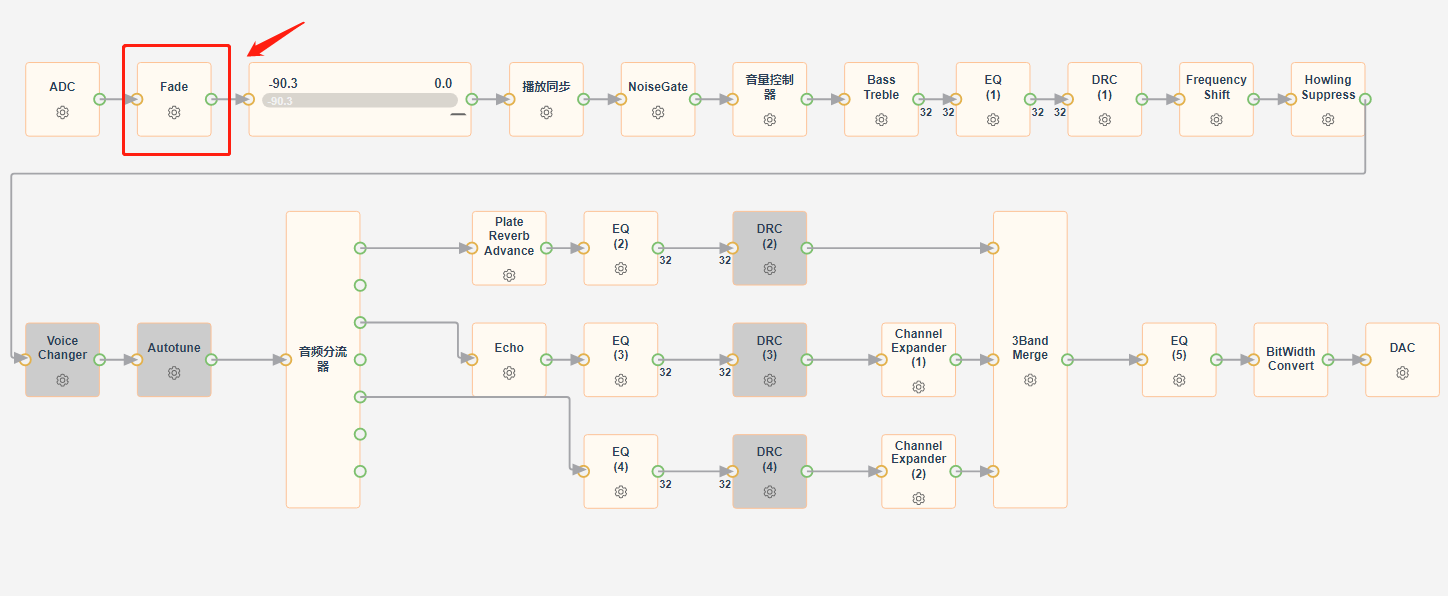 ADC
Fade
-90.3
0.0
-90.3
播放同步
NoiseGate
音量控制
器
Bass
Treble
32
32
EQ
(1)
32
32
DRC
(1)
Frequency
Shift
Howling
Suppress
Plate
Reverb
Advance
EQ
(2)
32
32
DRC
(2)
Voice
Changer
Autotune
音频分流
器
Echo
EQ
(3)
32
32
DRC
(3)
Channel
Expander
(1)
3Band
Merge
EQ
(5)
BitWidth
Convert
DAC
EQ
(4)
32
32
DRC
(4)
Channel
Expander
(2)